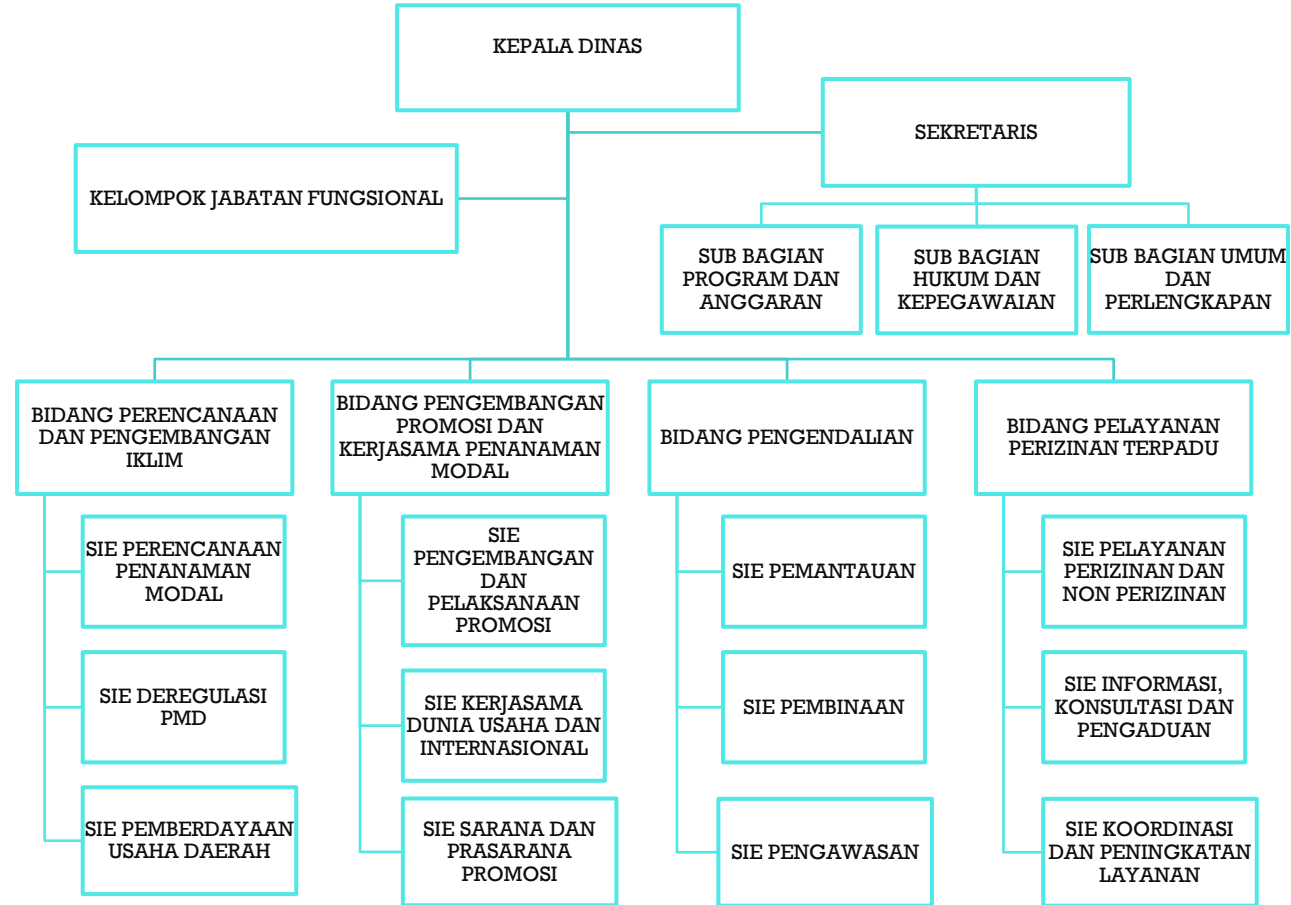 KEPALA DINAS
SEKRETARIS
KELOMPOK JABATAN FUNGSIONAL
SUB BAGIAN
PROGRAM DAN
ANGGARAN
SUB BAGIAN
HUKUM DAN
KEPEGAWAIAN
SUB BAGIAN UMUM
DAN
PERLENGKAPAN
BIDANG PERENCANAAN
DAN PENGEMBANGAN
IKLIM
BIDANG PENGEMBANGAN
PROMOSI DAN
KERJASAMA PENANAMAN
MODAL
BIDANG PENGENDALIAN
BIDANG PELAYANAN
PERIZINAN TERPADU
SIE PERENCANAAN
PENANAMAN
MODAL
SIE DEREGULASI
PMD
SIE PEMBERDAYAAN
USAHA DAERAH
SIE
PENGEMBANGAN
DAN
PELAKSANAAN
PROMOSI
SIE KERJASAMA
DUNIA USAHA DAN
INTERNASIONAL
SIE SARANA DAN
PRASARANA
PROMOSI
SIE PEMANTAUAN
SIE PEMBINAAN
SIE PENGAWASAN
SIE PELAYANAN
PERIZINAN DAN
NON PERIZINAN
SIE INFORMASI,
KONSULTASI DAN
PENGADUAN
SIE KOORDINASI
DAN PENINGKATAN
LAYANAN